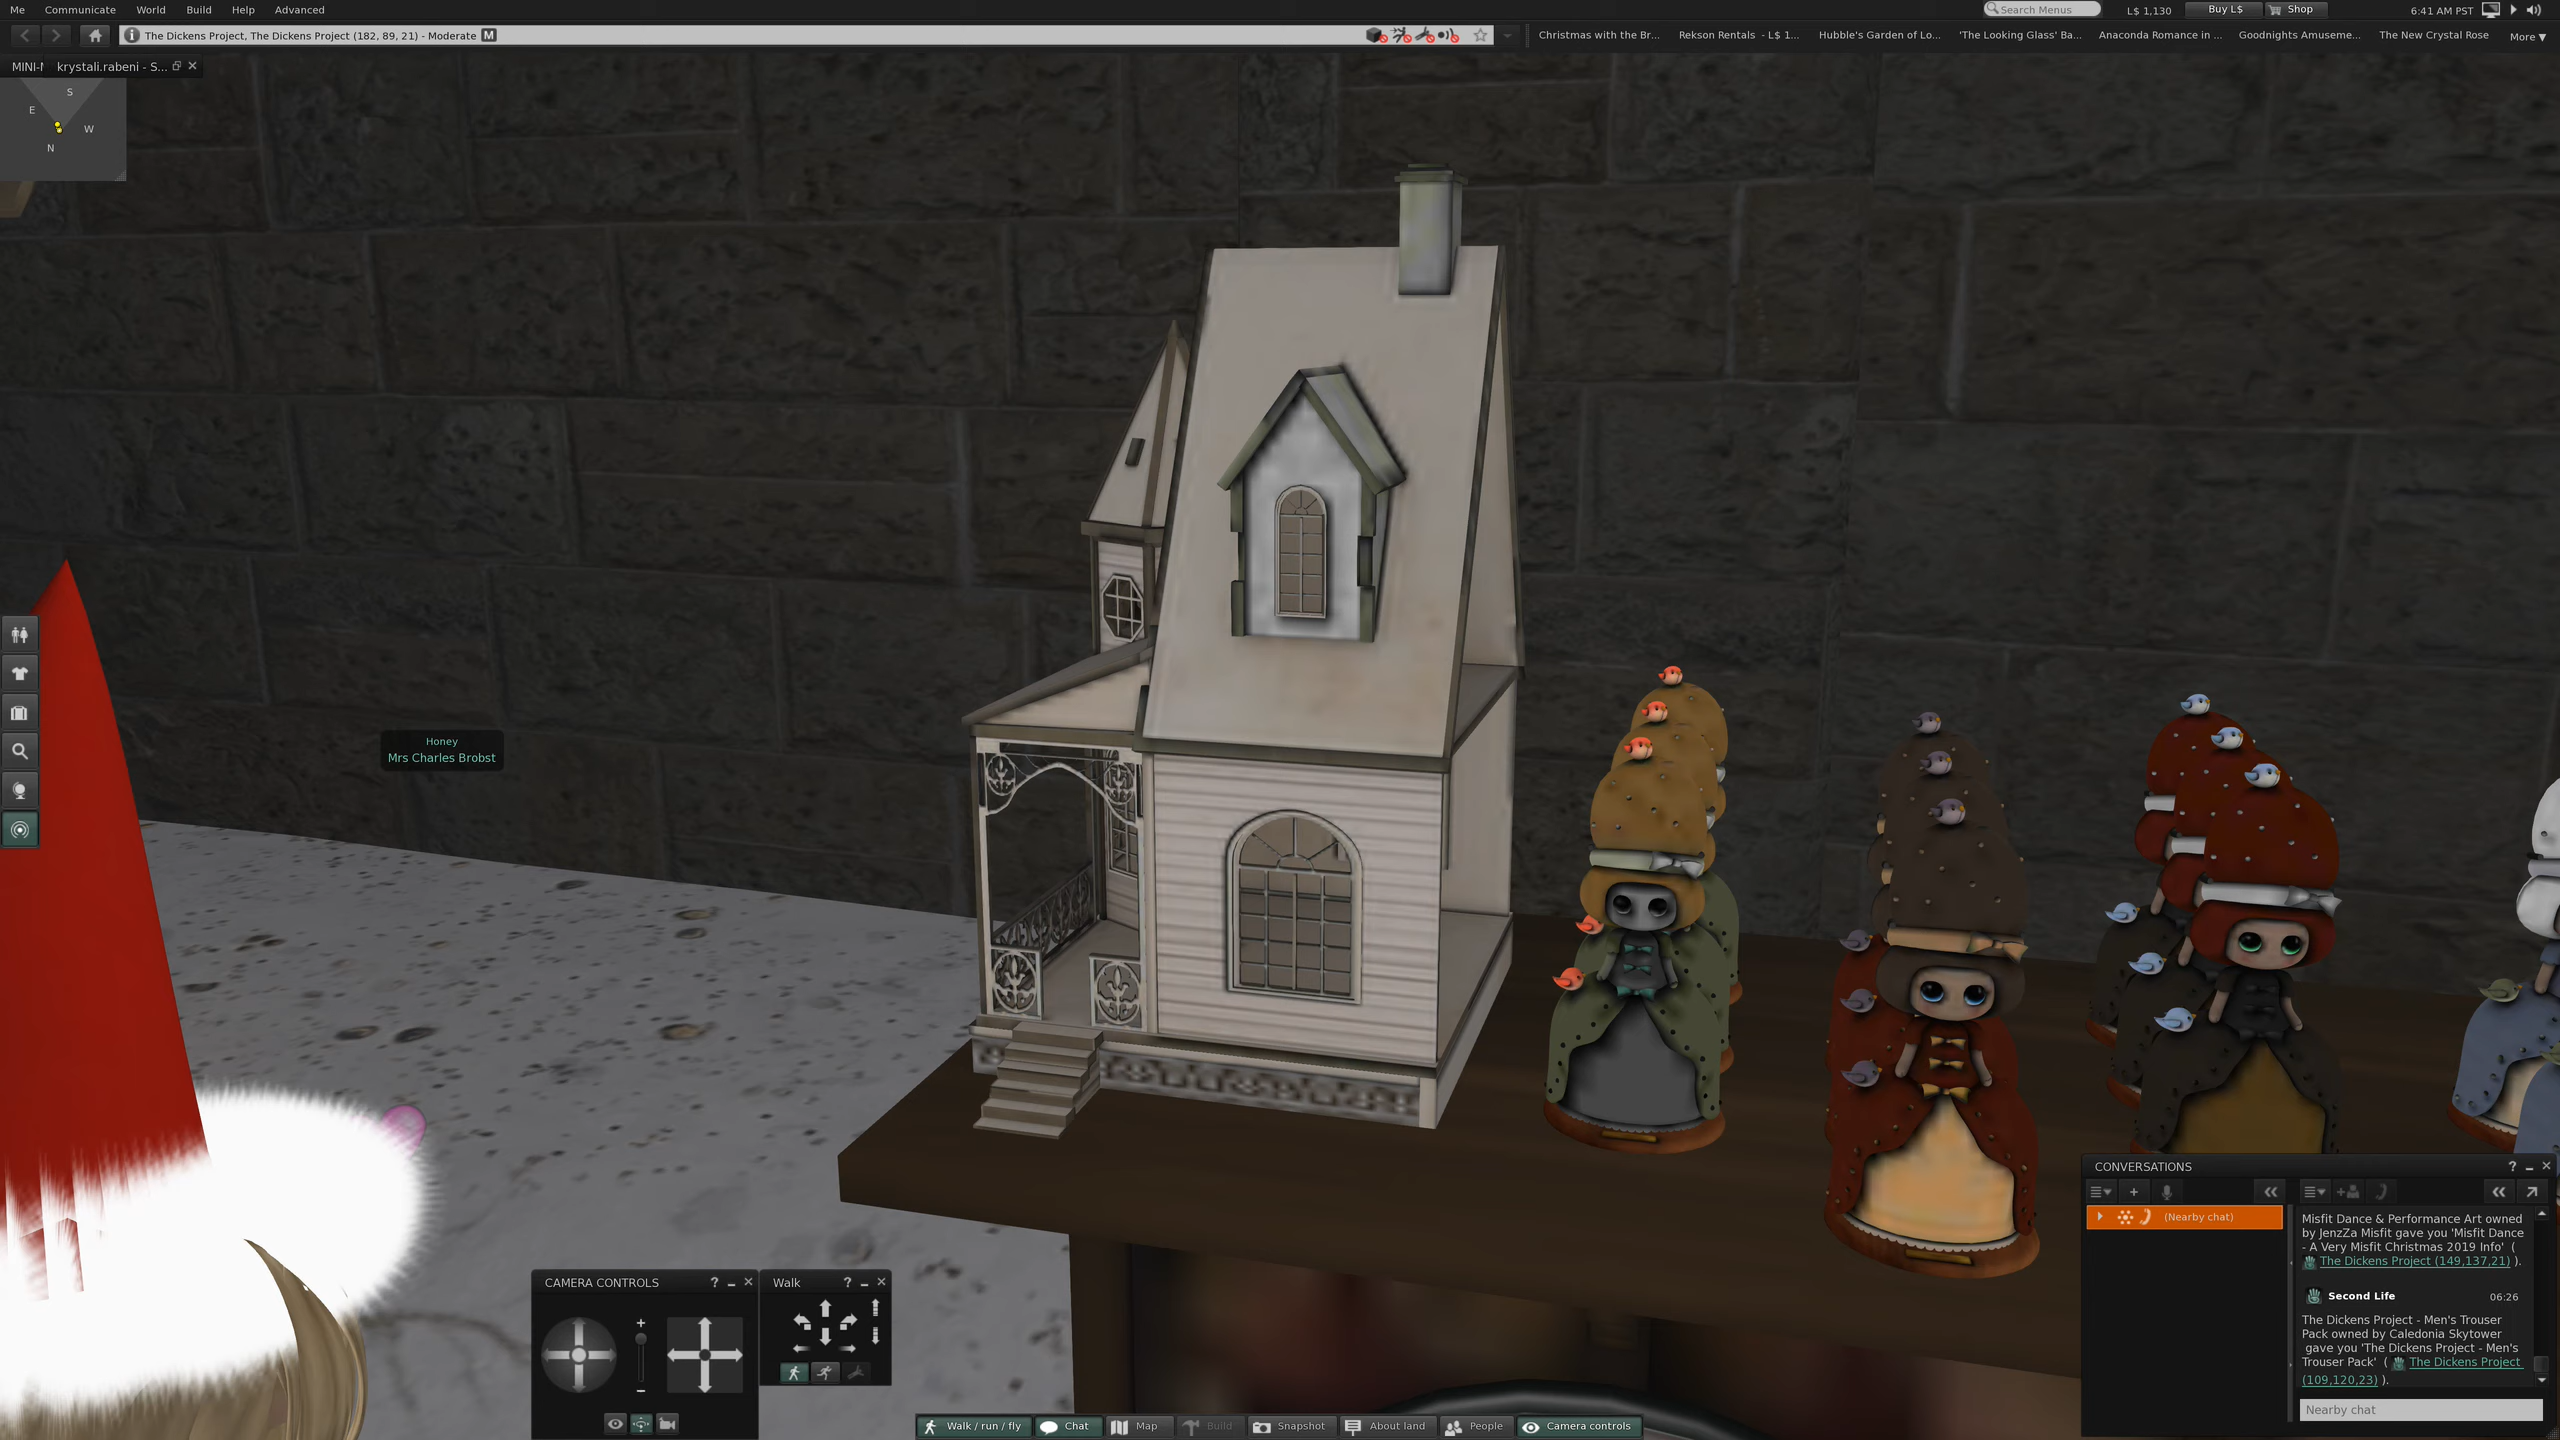 Me Communicate World Build Help Advanced
Search Menus
L$ 1,130
Buy L$
Shop
6:41 AM PST
The Dickens Project, The Dickens Project (182, 89, 21) - Moderate M
Christmas with the Br...
Rekson Rentals - L$ 1...
Hubble's Garden of Lo...
'The Looking Glass' Ba...
Anaconda Romance in ...
Goodnights Amuseme...
The New Crystal Rose
More
krystali.rabeni - S...
S
E
W
N
Honey
Mrs Charles Brobst
CAMERA CONTROLS ?
+
-
Walk ?
CONVERSATIONS ?
(Nearby chat)
Misfit Dance & Performance Art owned
by JenzZa Misfit gave you 'Misfit Dance
- A Very Misfit Christmas 2019 Info' (
The Dickens Project (149,137,21) ).
Second Life 06:26
The Dickens Project - Men's Trouser
Pack owned by Caledonia Skytower
gave you 'The Dickens Project - Men's
Trouser Pack' ( The Dickens Project
(109,120,23) ).
Nearby chat
Walk / run / fly
Chat
Map
Build
Snapshot
About land
People
Camera controls